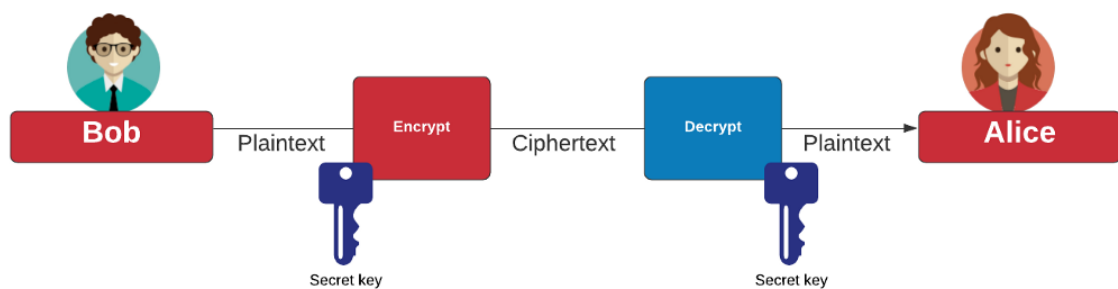 Bob
Plaintext
Encrypt
Ciphertext
Decrypt
Plaintext
Alice
Secret key
Secret key